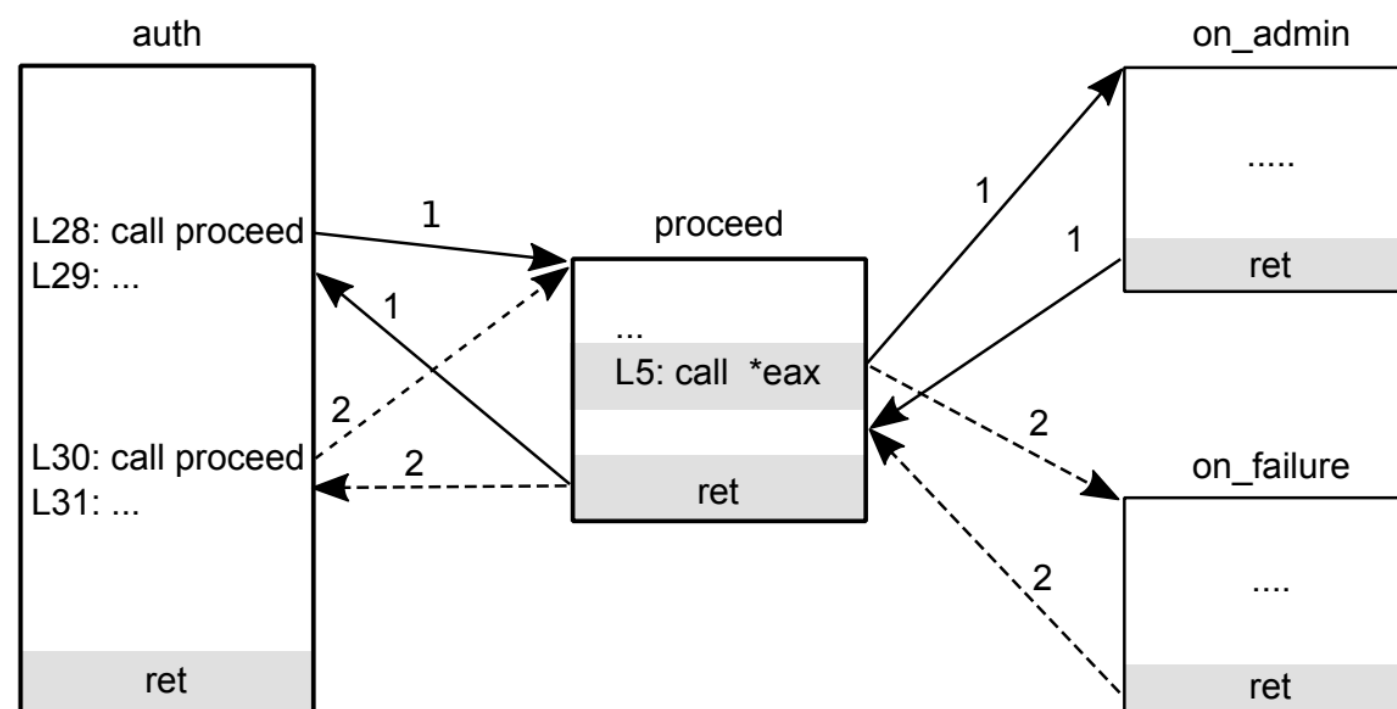 auth
L28: call proceed
L29: ...
L30: call proceed
L31: ...
ret
1
1
2
2
proceed
...
L5: call *eax
ret
1
1
2
2
on_admin
.....
ret
on_failure
....
ret